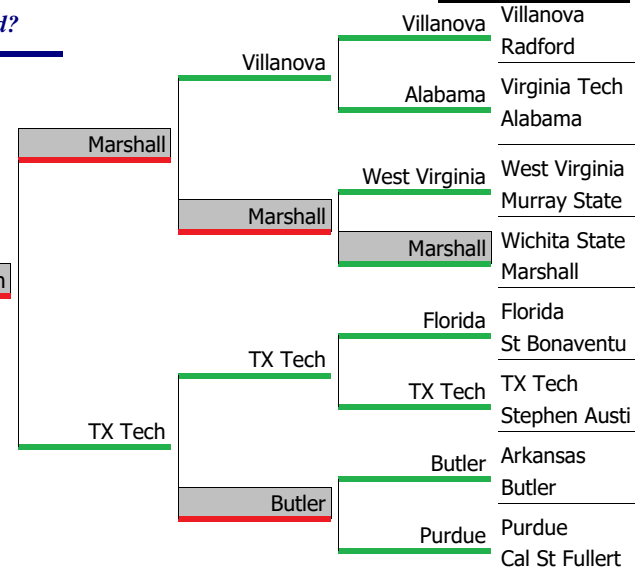 d?
Villanova
Radford
Virginia Tech
Alabama
West Virginia
Murray State
Wichita State
Marshall
Florida
St Bonaventu
TX Tech
Stephen Austi
Arkansas
Butler
Purdue
Cal St Fullert
Villanova
Alabama
West Virginia
Marshall
Florida
TX Tech
Butler
Purdue
Villanova
Marshall
TX Tech
Butler
Marshall
TX Tech